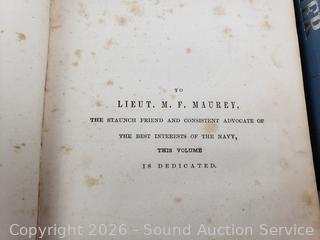 TO
LIEUT. M. F. MAUREY,
THE STAUNCH FRIEND AND CONSISTENT ADVOCATE OF
THE BEST INTERESTS OF THE NAVY,
THIS VOLUME
IS DEDICATED.
Copyright 2026 - Sound Auction Service